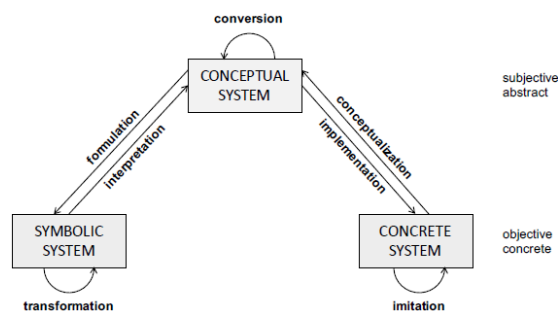 conversion
CONCEPTUAL
SYSTEM
subjective
abstract
formulation
interpretation
conceptualization
implementation
SYMBOLIC
SYSTEM
CONCRETE
SYSTEM
objective
concrete
transformation
imitation